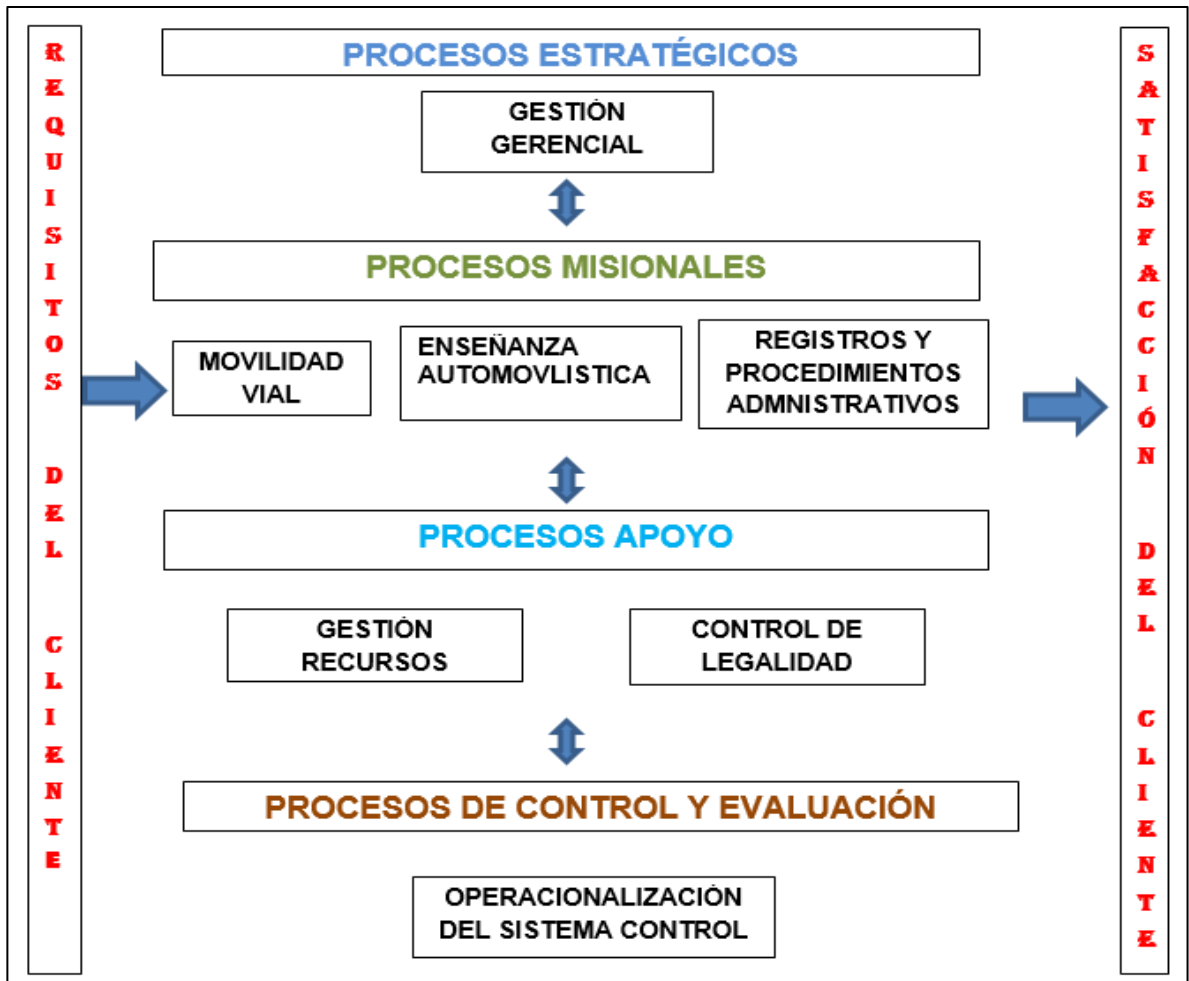 REQUISITOS DEL CLIENTE
PROCESOS ESTRATÉGICOS
GESTIÓN
GERENCIAL
PROCESOS MISIONALES
MOVILIDAD
VIAL
ENSEÑANZA
AUTOMOVLISTICA
REGISTROS Y
PROCEDIMIENTOS
ADMNISTRATIVOS
PROCESOS APOYO
GESTIÓN
RECURSOS
CONTROL DE
LEGALIDAD
PROCESOS DE CONTROL Y EVALUACIÓN
OPERACIONALIZACIÓN
DEL SISTEMA CONTROL
SATISFACCIÓN DEL CLIENTE